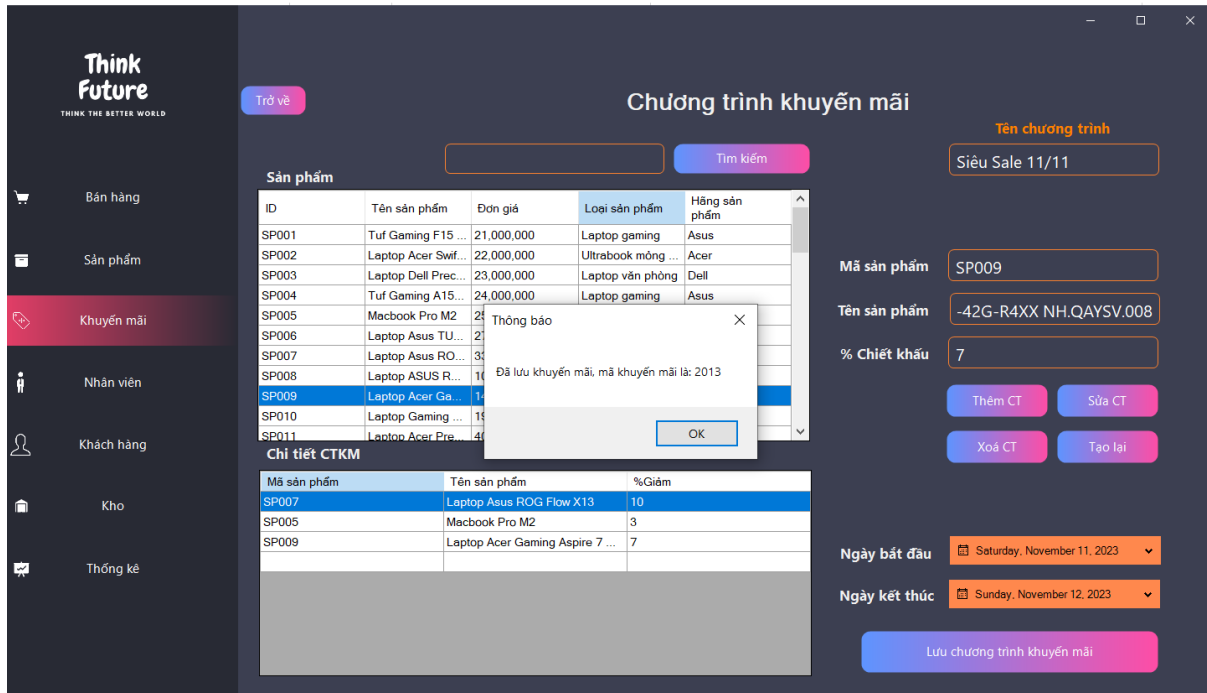 Think
Future
THINK THE BETTER WORLD
Bán hàng
Sản phẩm
Khuyến mãi
Nhân viên
Khách hàng
Kho
Thống kê
Trở về
Chương trình khuyến mãi
Tên chương trình
Siêu Sale 11/11
Tìm kiếm
Sản phẩm
ID Tên sản phẩm Đơn giá Loại sản phẩm Hãng sản phẩm
SP001 Tuf Gaming F15 ... 21,000,000 Laptop gaming Asus
SP002 Laptop Acer Swif... 22,000,000 Ultrabook mỏng ... Acer
SP003 Laptop Dell Prec... 23,000,000 Laptop văn phòng Dell
SP004 Tuf Gaming A15... 24,000,000 Laptop gaming Asus
SP005 Macbook Pro M2
SP006 Laptop Asus TU...
SP007 Laptop Asus RO...
SP008 Laptop ASUS R...
SP009 Laptop Acer Ga...
SP010 Laptop Gaming ...
SP011 Laptop Acer Pre...
Thông báo
Đã lưu khuyến mãi, mã khuyến mãi là: 2013
OK
Mã sản phẩm SP009
Tên sản phẩm -42G-R4XX NH.QAYSV.008
% Chiết khấu 7
Thêm CT Sửa CT
Xoá CT Tạo lại
Chi tiết CTKM
Mã sản phẩm Tên sản phẩm %Giảm
SP007 Laptop Asus ROG Flow X13 10
SP005 Macbook Pro M2 3
SP009 Laptop Acer Gaming Aspire 7 ... 7
Ngày bắt đầu Saturday, November 11, 2023
Ngày kết thúc Sunday, November 12, 2023
Lưu chương trình khuyến mãi